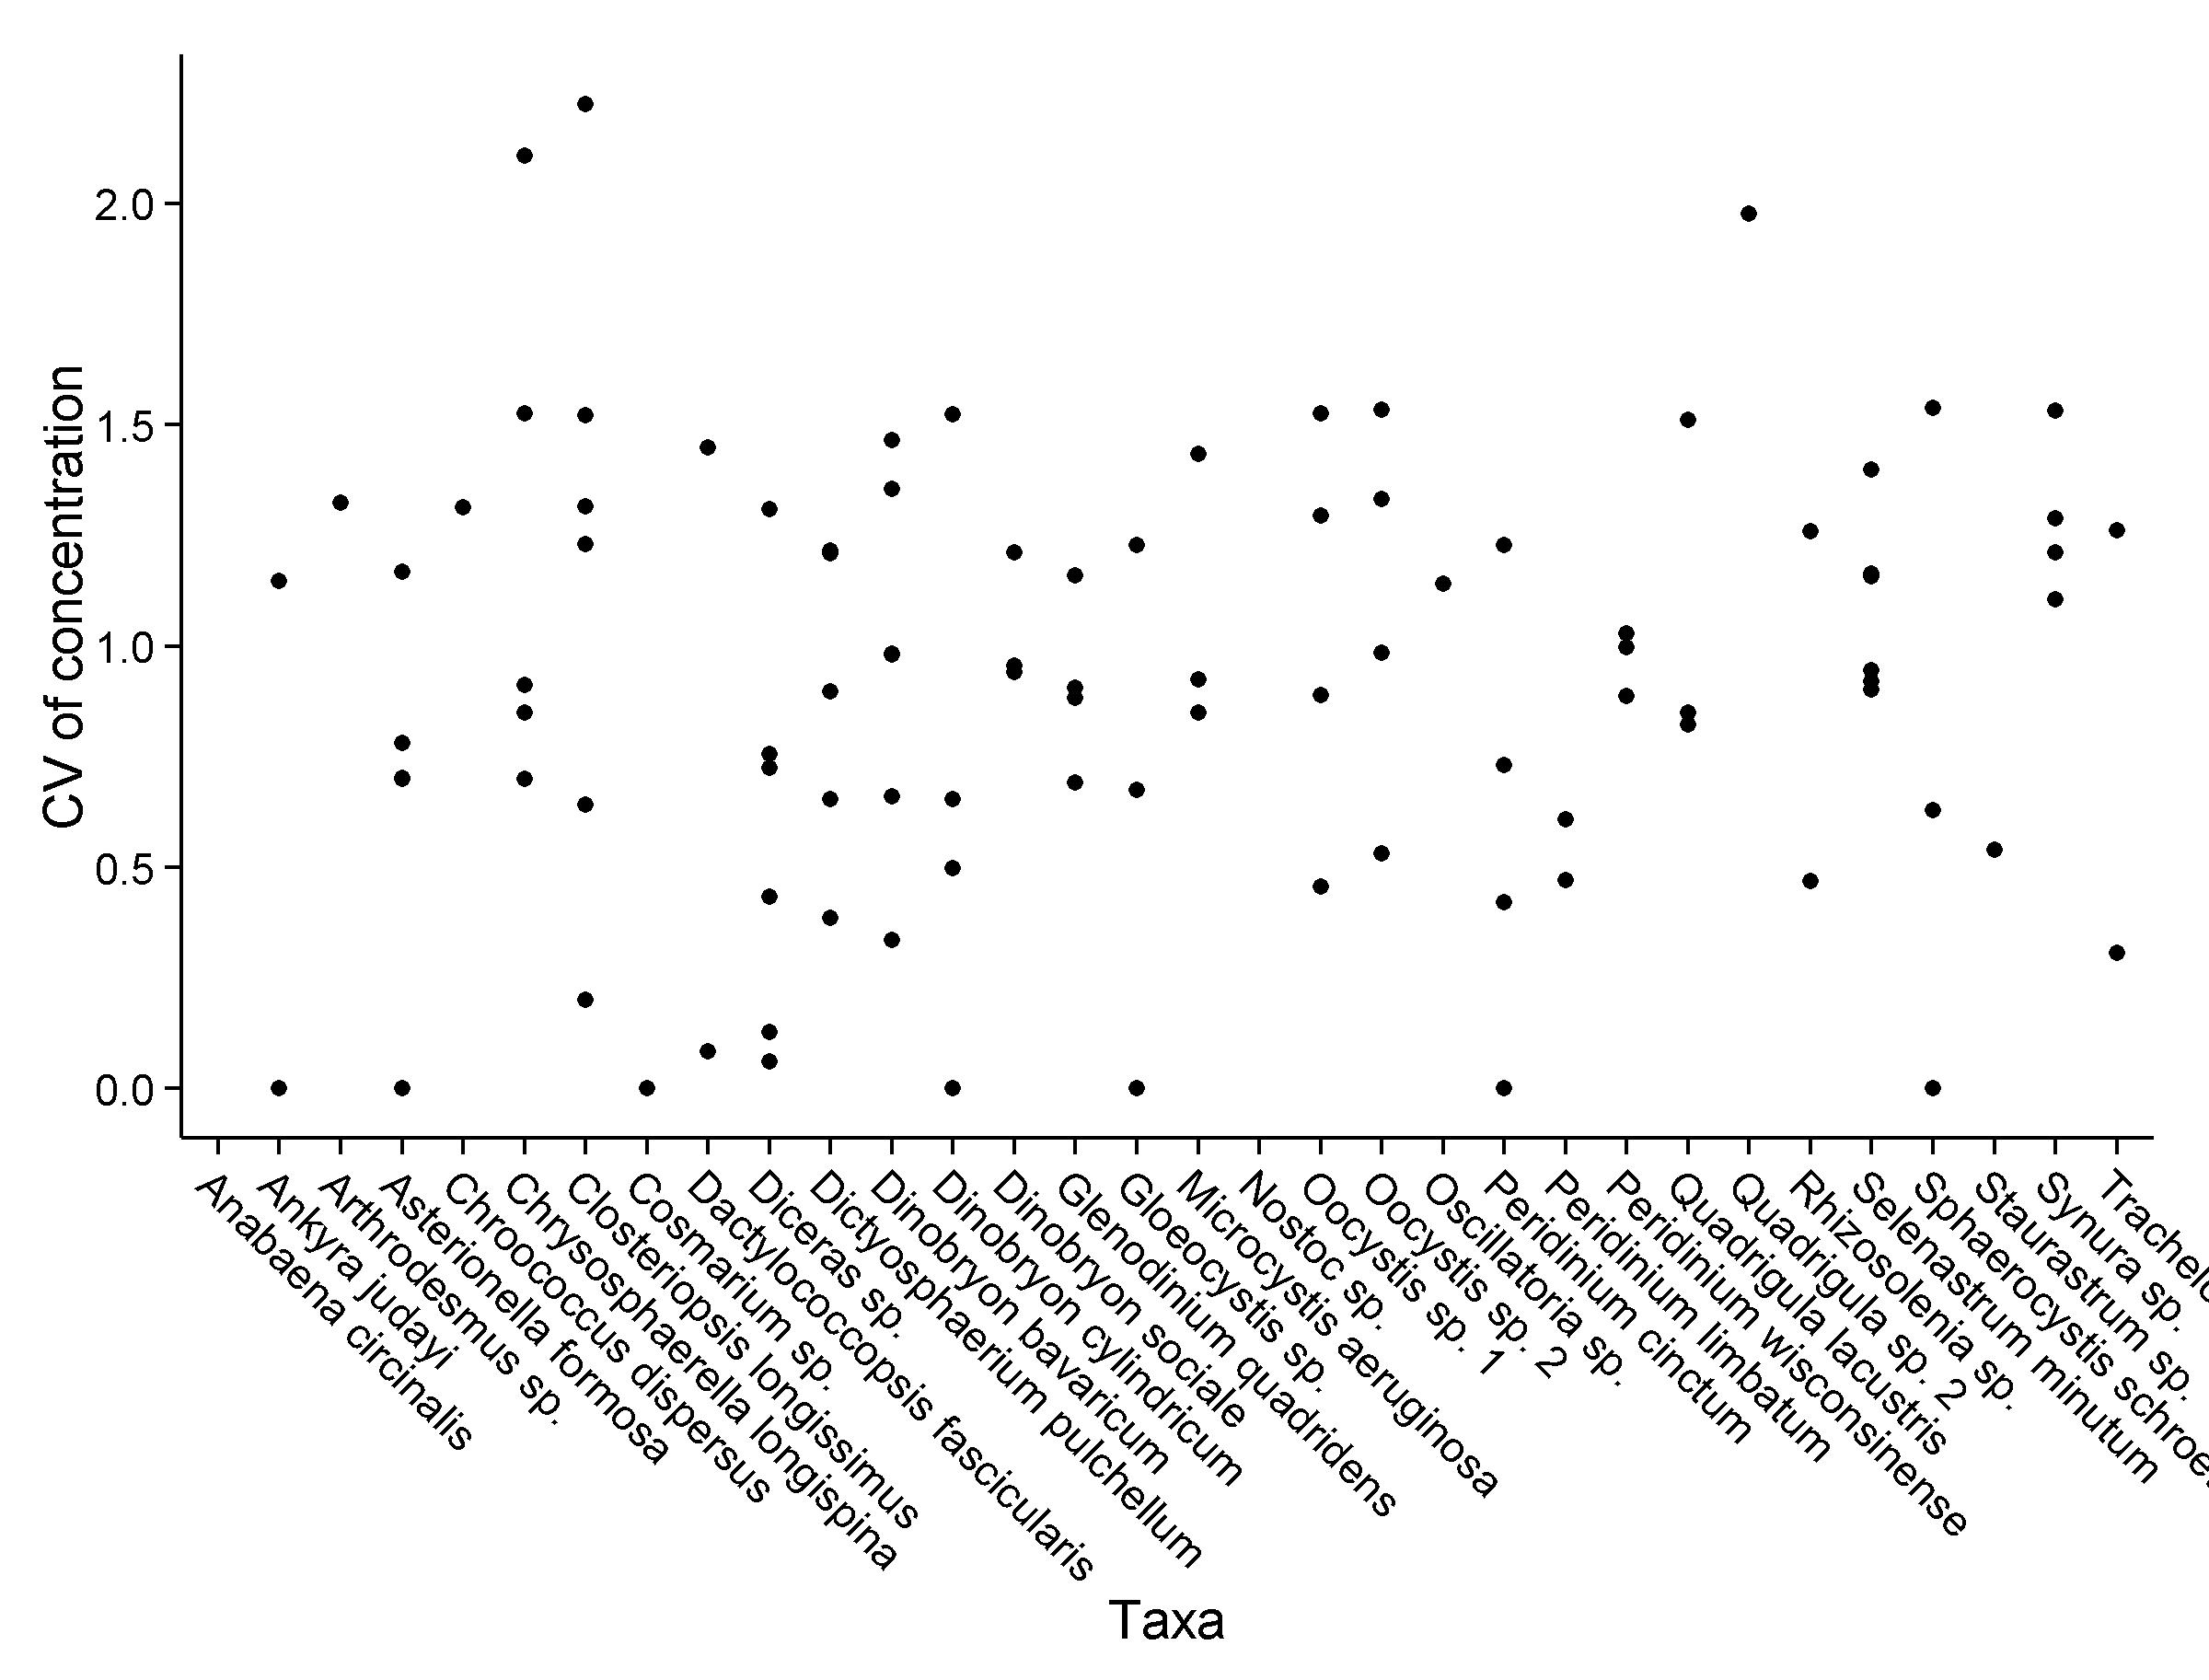 CV of concentration
2.0
1.5
1.0
0.5
0.0
Anabaena circinalis
Ankyra judayi
Arthrodesmus sp.
Asterionella formosa
Chroococcus dispersus
Chrysosphaerella longispina
Closteriopsis longissimus
Cosmarium sp.
Dactylococcopsis fascicularis
Diceras sp.
Dictyosphaerium pulchellum
Dinobryon bavaricum
Dinobryon cylindricum
Dinobryon sociale
Glenodinium quadridens
Gloeocystis sp.
Microcystis aeruginosa
Nostoc sp.
Oocystis sp. 1
Oocystis sp. 2
Oscillatoria sp.
Peridinium cinctum
Peridinium limbatum
Peridinium wisconsinense
Quadrigula lacustris
Quadrigula sp. 2
Rhizosolenia sp.
Selenastrum minutum
Sphaerocystis schroe
Staurastrum sp.
Synura sp.
Trachelo
Taxa